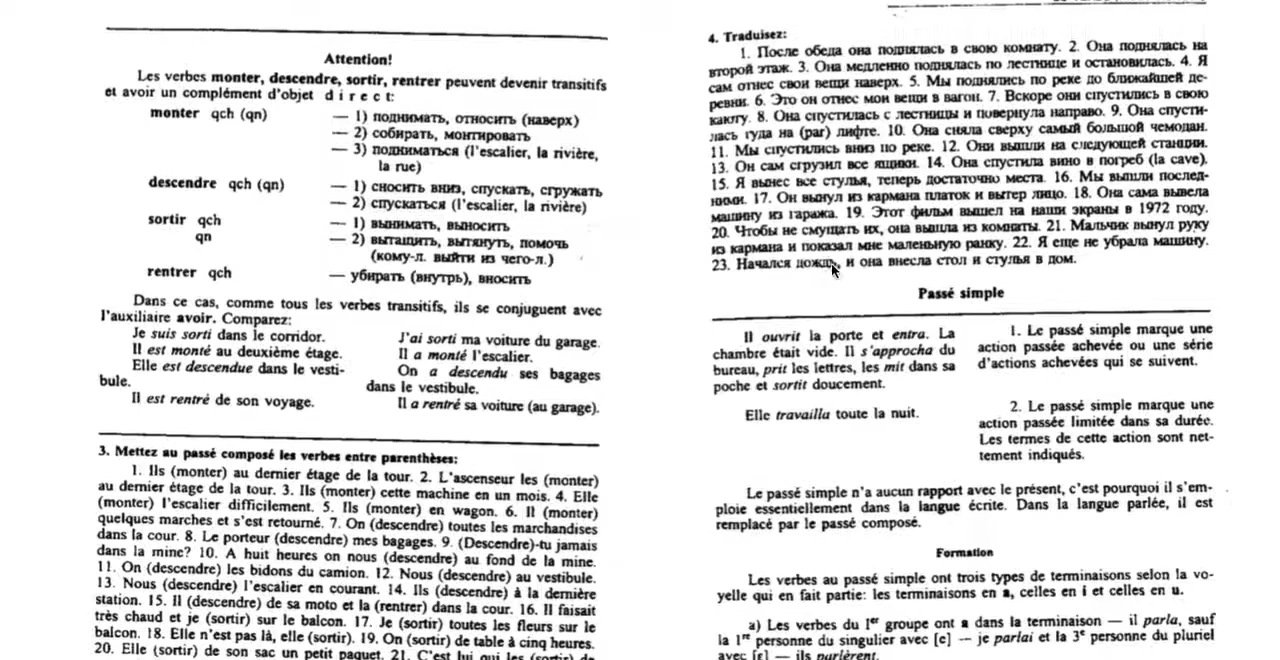 Attention!
Les verbes monter, descendre, sortir, rentrer peuvent devenir transitifs
et avoir un complément d'objet direct:
monter qch (qn) — 1) поднимать, относить (наверх)
— 2) собирать, монтировать
— 3) подниматься (l'escalier, la rivière,
la rue)
descendre qch (qn) — 1) сносить вниз, спускать, сгружать
— 2) спускаться (l'escalier, la rivière)
sortir qch — 1) вынимать, выносить
qn — 2) вытащить, вытянуть, помочь
(кому-л. выйти из чего-л.)
rentrer qch — убирать (внутрь), вносить
Dans ce cas, comme tous les verbes transitifs, ils se conjuguent avec
l'auxiliaire avoir. Comparez:
Je suis sorti dans le corridor.
Il est monté au deuxième étage.
Elle est descendue dans le vesti-
bule.
Il est rentré de son voyage.
J'ai sorti ma voiture du garage.
Il a monté l'escalier.
On a descendu ses bagages
dans le vestibule.
Il a rentré sa voiture (au garage).
3. Mettez au passé composé les verbes entre parenthèses:
1. Ils (monter) au dernier étage de la tour. 2. L'ascenseur les (monter)
au dernier étage de la tour. 3. Ils (monter) cette machine en un mois. 4. Elle
(monter) l'escalier difficilement. 5. Ils (monter) en wagon. 6. Il (monter)
quelques marches et s'est retourné. 7. On (descendre) toutes les marchandises
dans la cour. 8. Le porteur (descendre) mes bagages. 9. (Descendre)-tu jamais
dans la mine? 10. A huit heures on nous (descendre) au fond de la mine.
11. On (descendre) les bidons du camion. 12. Nous (descendre) au vestibule.
13. Nous (descendre) l'escalier en courant. 14. Ils (descendre) à la dernière
station. 15. Il (descendre) de sa moto et la (rentrer) dans la cour. 16. Il faisait
très chaud et je (sortir) sur le balcon. 17. Je (sortir) toutes les fleurs sur le
balcon. 18. Elle n'est pas là, elle (sortir). 19. On (sortir) de table à cinq heures.
20. Elle (sortir) de son sac un petit paquet. 21. C'est lui qui les (sortir) de
4. Traduisez:
1. После обеда она поднялась в свою комнату. 2. Она поднялась на
второй этаж. 3. Она медленно поднялась по лестнице и остановилась. 4. Я
сам отнес свои вещи наверх. 5. Мы поднялись по реке до ближайшей де-
ревни. 6. Это он отнес мои вещи в вагон. 7. Вскоре они спустились в свою
каюту. 8. Она спустилась с лестницы и повернула направо. 9. Она спусти-
лась туда на (par) лифте. 10. Она сняла сверху самый большой чемодан.
11. Мы спустились вниз по реке. 12. Они вышли на следующей станции.
13. Он сам сгрузил все ящики. 14. Она спустила вино в погреб (la cave).
15. Я вынес все стулья, теперь достаточно места. 16. Мы вышли послед-
ними. 17. Он вынул из кармана платок и вытер лицо. 18. Она сама вывела
машину из гаража. 19. Этот фильм вышел на наши экраны в 1972 году.
20. Чтобы не смущать их, она вышла из комнаты. 21. Мальчик вынул руку
из кармана и показал мне маленькую ранку. 22. Я еще не убрала машину.
23. Начался дождь, и она внесла стол и стулья в дом.
Passé simple
Il ouvrit la porte et entra. La
chambre était vide. Il s'approcha du
bureau, prit les lettres, les mit dans sa
poche et sortit doucement.
1. Le passé simple marque une
action passée achevée ou une série
d'actions achevées qui se suivent.
Elle travailla toute la nuit.
2. Le passé simple marque une
action passée limitée dans sa durée.
Les termes de cette action sont net-
tement indiqués.
Le passé simple n'a aucun rapport avec le présent, c'est pourquoi il s'em-
ploie essentiellement dans la langue écrite. Dans la langue parlée, il est
remplacé par le passé composé.
Formation
Les verbes au passé simple ont trois types de terminaisons selon la vo-
yelle qui en fait partie: les terminaisons en a, celles en i et celles en u.
a) Les verbes du 1er groupe ont a dans la terminaison — il parla, sauf
la 1re personne du singulier avec [e] — je parlai et la 3e personne du pluriel
avec [ɛ] — ils parlèrent.